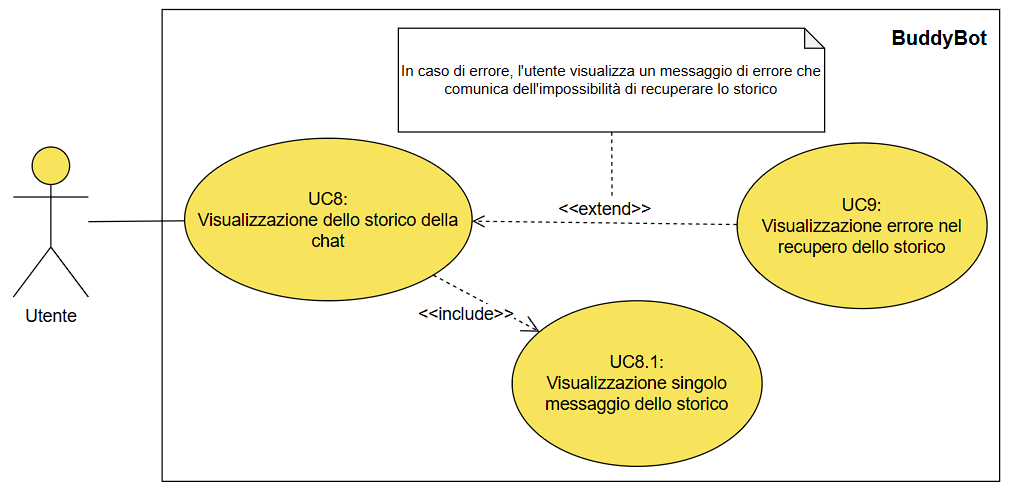 BuddyBot
In caso di errore, l'utente visualizza un messaggio di errore che
comunica dell'impossibilità di recuperare lo storico
UC8:
Visualizzazione dello storico della
chat
<<extend>>
UC9:
Visualizzazione errore nel
recupero dello storico
Utente
<<include>>
UC8.1:
Visualizzazione singolo
messaggio dello storico